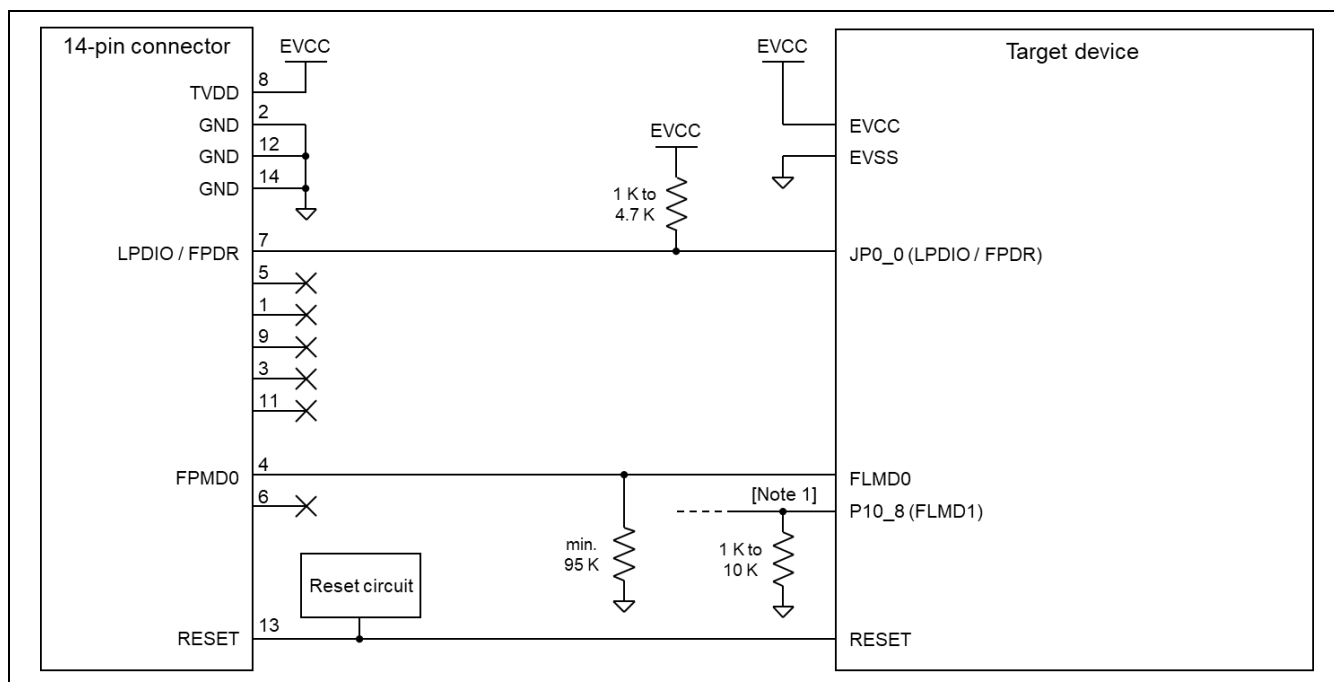 14-pin connector
EVCC
8
TVDD
2
GND
12
GND
14
GND
7
LPDIO / FPDR
5
1
9
3
11
4
FPMD0
6
Reset circuit
13
RESET
EVCC
1 K to
4.7 K
min.
95 K
[Note 1]
1 K to
10 K
EVCC
Target device
EVCC
EVSS
JP0_0 (LPDIO / FPDR)
FLMD0
P10_8 (FLMD1)
RESET